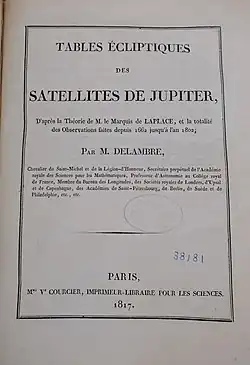 TABLES ÉCLIPTIQUES
DES
SATELLITES DE JUPITER,
D'après la Théorie de M. le Marquis de LAPLACE, et la totalité
des Observations faites depuis 1662 jusqu'à l'an 1802;
PAR M. DELAMBRE,
Chevalier de Saint-Michel et de la Légion-d'Honneur, Secrétaire perpétuel de l'Académie
royale des Sciences pour les Mathématiques, Professeur d'Astronomie au Collége royal
de France, Membre du Bureau des Longitudes, des Sociétés royales de Londres, d'Upsal
et de Copenhague, des Académies de Saint-Pétersbourg, de Berlin, de Suède et de
Philadelphie, etc., etc.
38181
PARIS,
Mme Ve COURCIER, IMPRIMEUR-LIBRAIRE POUR LES SCIENCES.
1817.